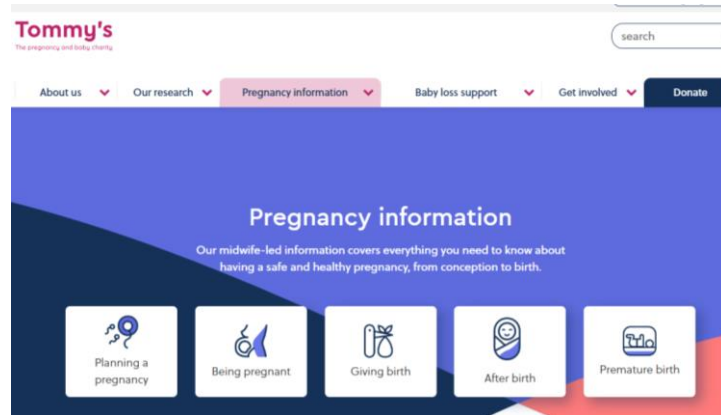 Tommy's
The pregnancy and baby charity
search
About us
Our research
Pregnancy information
Baby loss support
Get involved
Donate
Pregnancy information
Our midwife-led information covers everything you need to know about
having a safe and healthy pregnancy, from conception to birth.
Planning a
pregnancy
Being pregnant
Giving birth
After birth
Premature birth